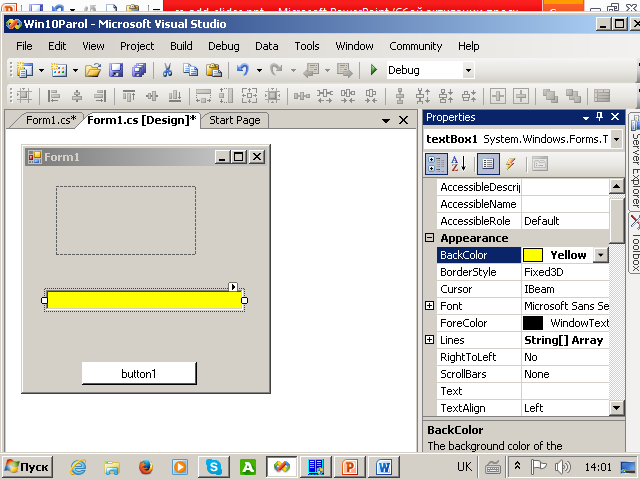 Win10Parol - Microsoft Visual Studio
File Edit View Project Build Debug Data Tools Window Community Help
Debug
Form1.cs* Form1.cs [Design]* Start Page
Form1
button1
Properties
textBox1 System.Windows.Forms.T
AccessibleDescrip
AccessibleName
AccessibleRole Default
Appearance
BackColor Yellow
BorderStyle Fixed3D
Cursor IBeam
Font Microsoft Sans Se
ForeColor WindowText
Lines String[] Array
RightToLeft No
ScrollBars None
Text
TextAlign Left
BackColor
The background color of the
Server Explorer
Toolbox
Пуск
UK
14:01